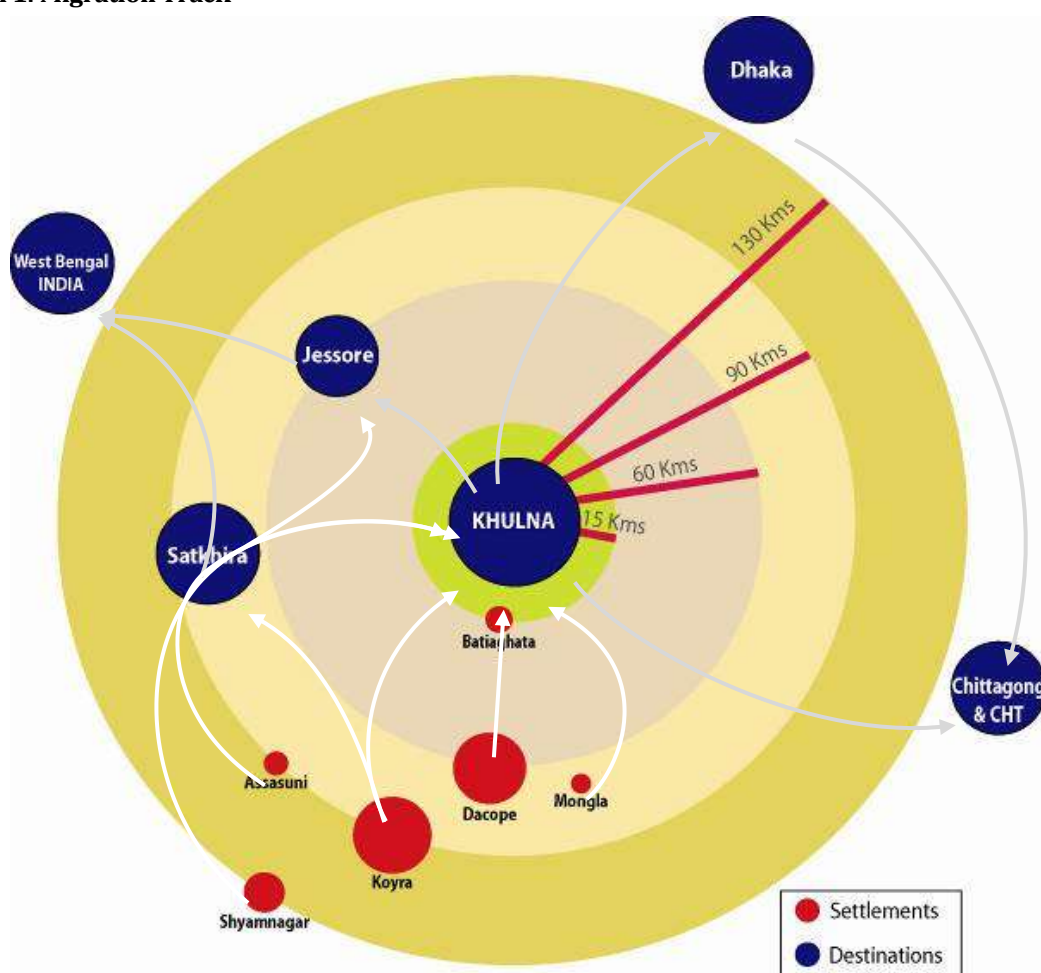 Dhaka
130 Kms
West Bengal
INDIA
Jessore
90 Kms
60 Kms
KHULNA
15 Kms
Satkhira
Batiaghata
Chittagong
& CHT
Assasuni
Mongla
Dacope
Koyra
Shyamnagar
Settlements
Destinations